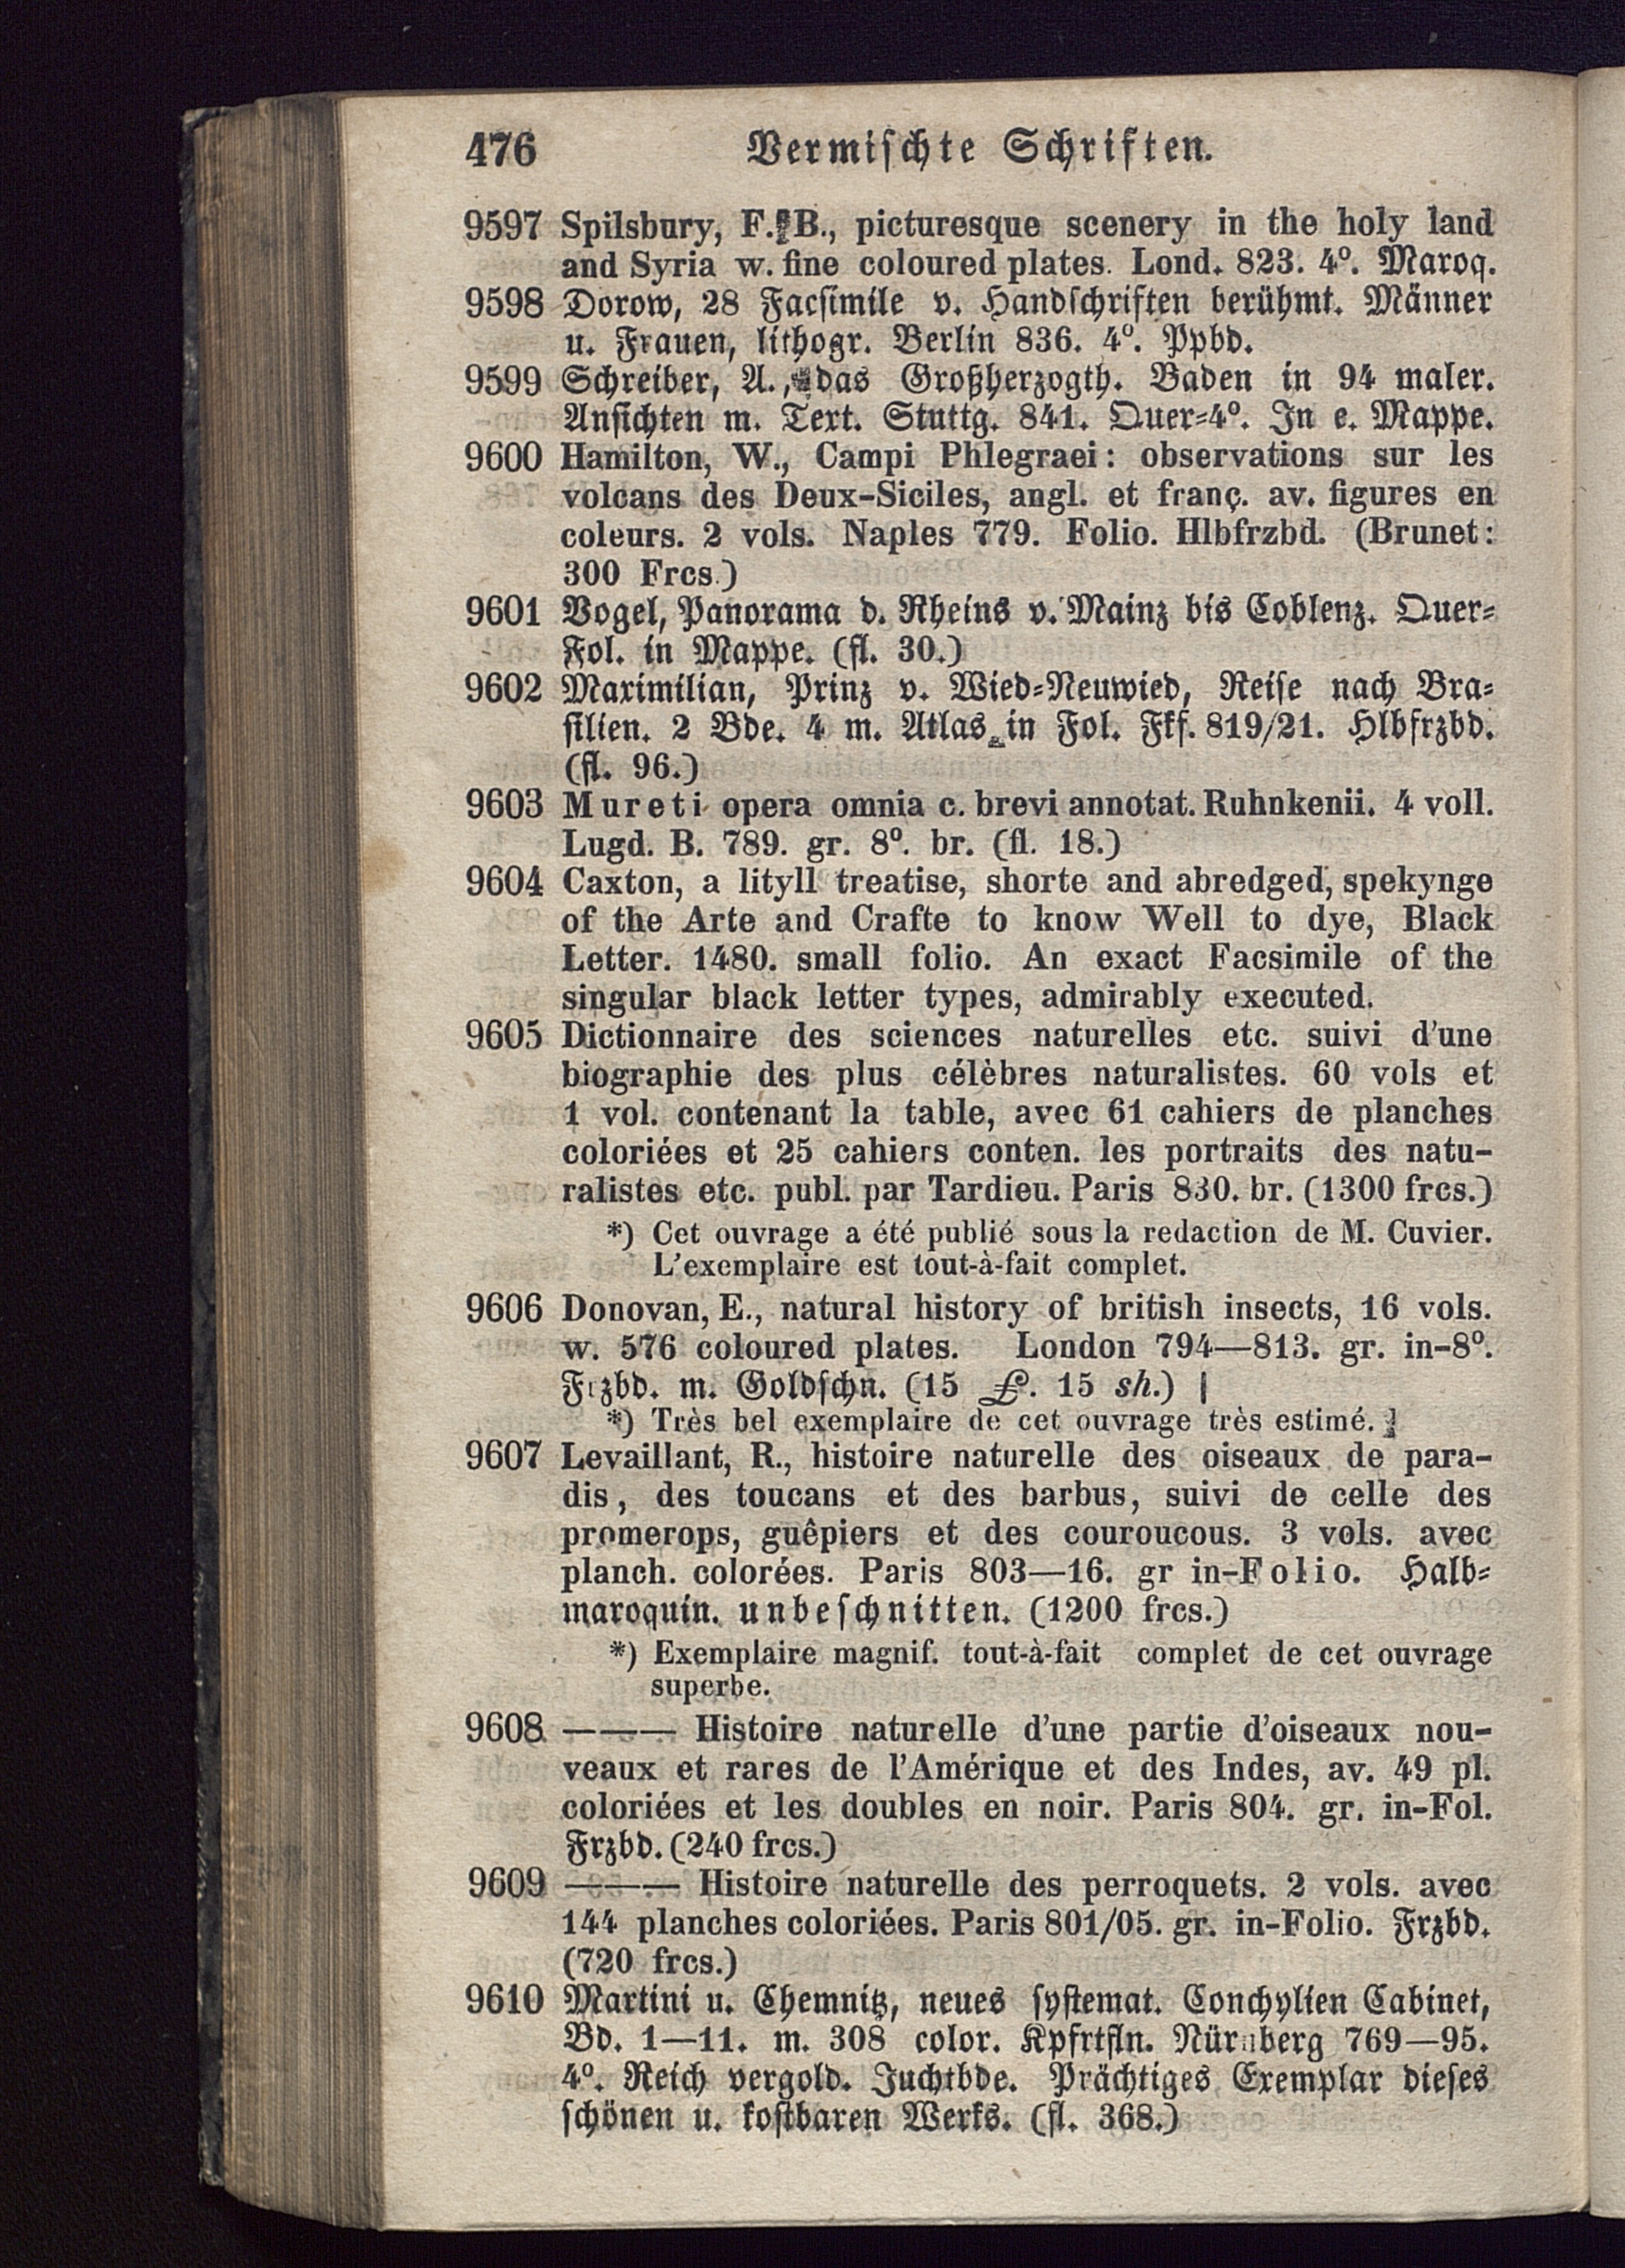 476 Vermischte Schriften.
9597 Spilsbury, F. B., picturesque scenery in the holy land
and Syria w. fine coloured plates. Lond. 823. 4º. Maroq.
9598 Dorow, 28 Facsimile v. Handschriften berühmt. Männer
u. Frauen, lithogr. Berlin 836. 4º. Ppbd.
9599 Schreiber, A., das Großherzogth. Baden in 94 maler.
Ansichten m. Text. Stuttg. 841. Quer-4º. In e. Mappe.
9600 Hamilton, W., Campi Phlegraei: observations sur les
volcans des Deux-Siciles, angl. et franç. av. figures en
coleurs. 2 vols. Naples 779. Folio. Hlbfrzbd. (Brunet:
300 Frcs.)
9601 Vogel, Panorama d. Rheins v. Mainz bis Coblenz. Quer-
Fol. in Mappe. (fl. 30.)
9602 Maximilian, Prinz v. Wied-Neuwied, Reise nach Bra-
silien. 2 Bde. 4 m. Atlas in Fol. Fkf. 819/21. Hlbfrzbd.
(fl. 96.)
9603 Mureti opera omnia c. brevi annotat. Ruhnkenii. 4 voll.
Lugd. B. 789. gr. 8º. br. (fl. 18.)
9604 Caxton, a lityll treatise, shorte and abredged, spekynge
of the Arte and Crafte to know Well to dye, Black
Letter. 1480. small folio. An exact Facsimile of the
singular black letter types, admirably executed.
9605 Dictionnaire des sciences naturelles etc. suivi d'une
biographie des plus célèbres naturalistes. 60 vols et
1 vol. contenant la table, avec 61 cahiers de planches
coloriées et 25 cahiers conten. les portraits des natu-
ralistes etc. publ. par Tardieu. Paris 830. br. (1300 frcs.)
*) Cet ouvrage a été publié sous la redaction de M. Cuvier.
L'exemplaire est tout-à-fait complet.
9606 Donovan, E., natural history of british insects, 16 vols.
w. 576 coloured plates. London 794—813. gr. in-8º.
Frzbd. m. Goldschn. (15 £. 15 sh.)
*) Très bel exemplaire de cet ouvrage très estimé.
9607 Levaillant, R., histoire naturelle des oiseaux de para-
dis, des toucans et des barbus, suivi de celle des
promerops, guêpiers et des couroucous. 3 vols. avec
planch. colorées. Paris 803—16. gr in-Folio. Halb-
maroquin. unbeschnitten. (1200 frcs.)
*) Exemplaire magnif. tout-à-fait complet de cet ouvrage
superbe.
9608 ——— Histoire naturelle d'une partie d'oiseaux nou-
veaux et rares de l'Amérique et des Indes, av. 49 pl.
coloriées et les doubles en noir. Paris 804. gr. in-Fol.
Frzbd. (240 frcs.)
9609 ——— Histoire naturelle des perroquets. 2 vols. avec
144 planches coloriées. Paris 801/05. gr. in-Folio. Frzbd.
(720 frcs.)
9610 Martini u. Chemnitz, neues systemat. Conchylien Cabinet,
Bd. 1—11. m. 308 color. Kpfrtfln. Nürnberg 769—95.
4º. Reich vergold. Juchtbde. Prächtiges Exemplar dieses
schönen u. kostbaren Werks. (fl. 368.)